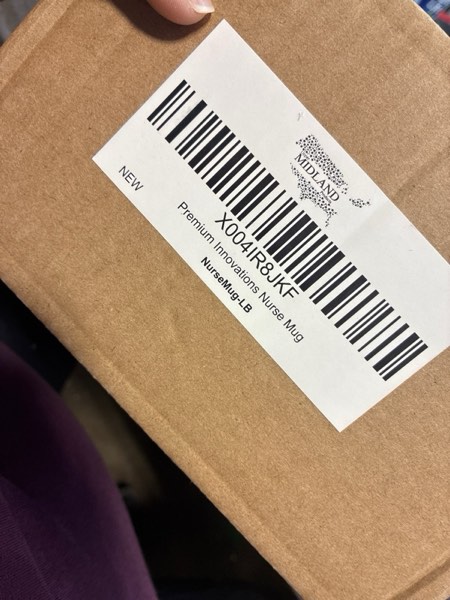 MIDLAND
X004IR8JKF
Premium Innovations Nurse Mug
NurseMug-LB
NEW